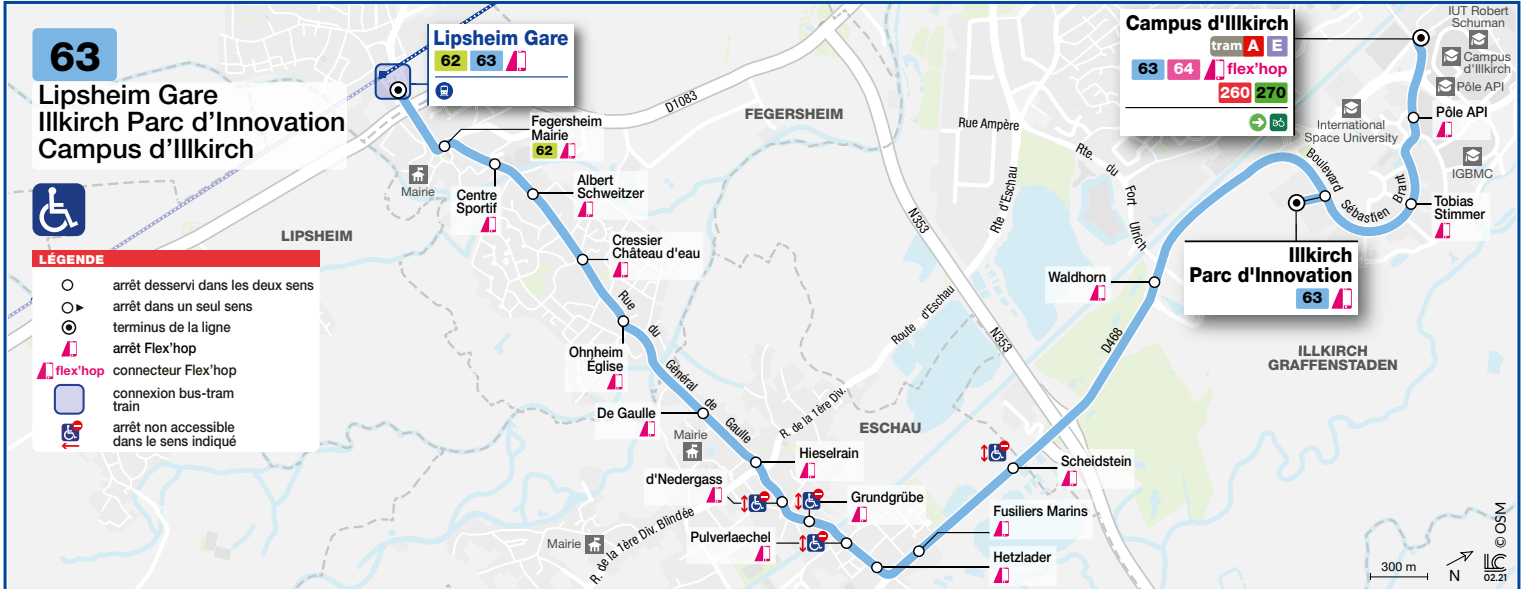 63
Lipsheim Gare
Illkirch Parc d'Innovation
Campus d'Illkirch
LÉGENDE
arrêt desservi dans les deux sens
arrêt dans un seul sens
terminus de la ligne
arrêt Flex'hop
flex'hop connecteur Flex'hop
connexion bus-tram
train
arrêt non accessible
dans le sens indiqué
Lipsheim Gare
62 63
Fegersheim
Mairie
62
Mairie
Centre
Sportif
Albert
Schweitzer
Cressier
Château d'eau
LIPSHEIM
FEGERSHEIM
D1083
Rue du Général de Gaulle
Ohnheim
Église
De Gaulle
Mairie
Hieselrain
d'Nedergass
Grundgrübe
Pulverlaechel
Mairie
R. de la 1ère Div. Blindée
R. de la 1ère Div.
Route d'Eschau
Rte d'Eschau
Rue Ampère
N353
N353
ESCHAU
Hetzlader
Fusiliers Marins
Scheidstein
D468
Waldhorn
Rte. du Fort Ulrich
ILLKIRCH
GRAFFENSTADEN
Illkirch
Parc d'Innovation
63
Boulevard Sébastien Brant
Tobias
Stimmer
IGBMC
International
Space University
Pôle API
Pôle API
Campus
d'Illkirch
IUT Robert
Schuman
Campus d'Illkirch
tram A E
63 64 flex'hop
260 270
300 m
N
© OSM
LC
02.21